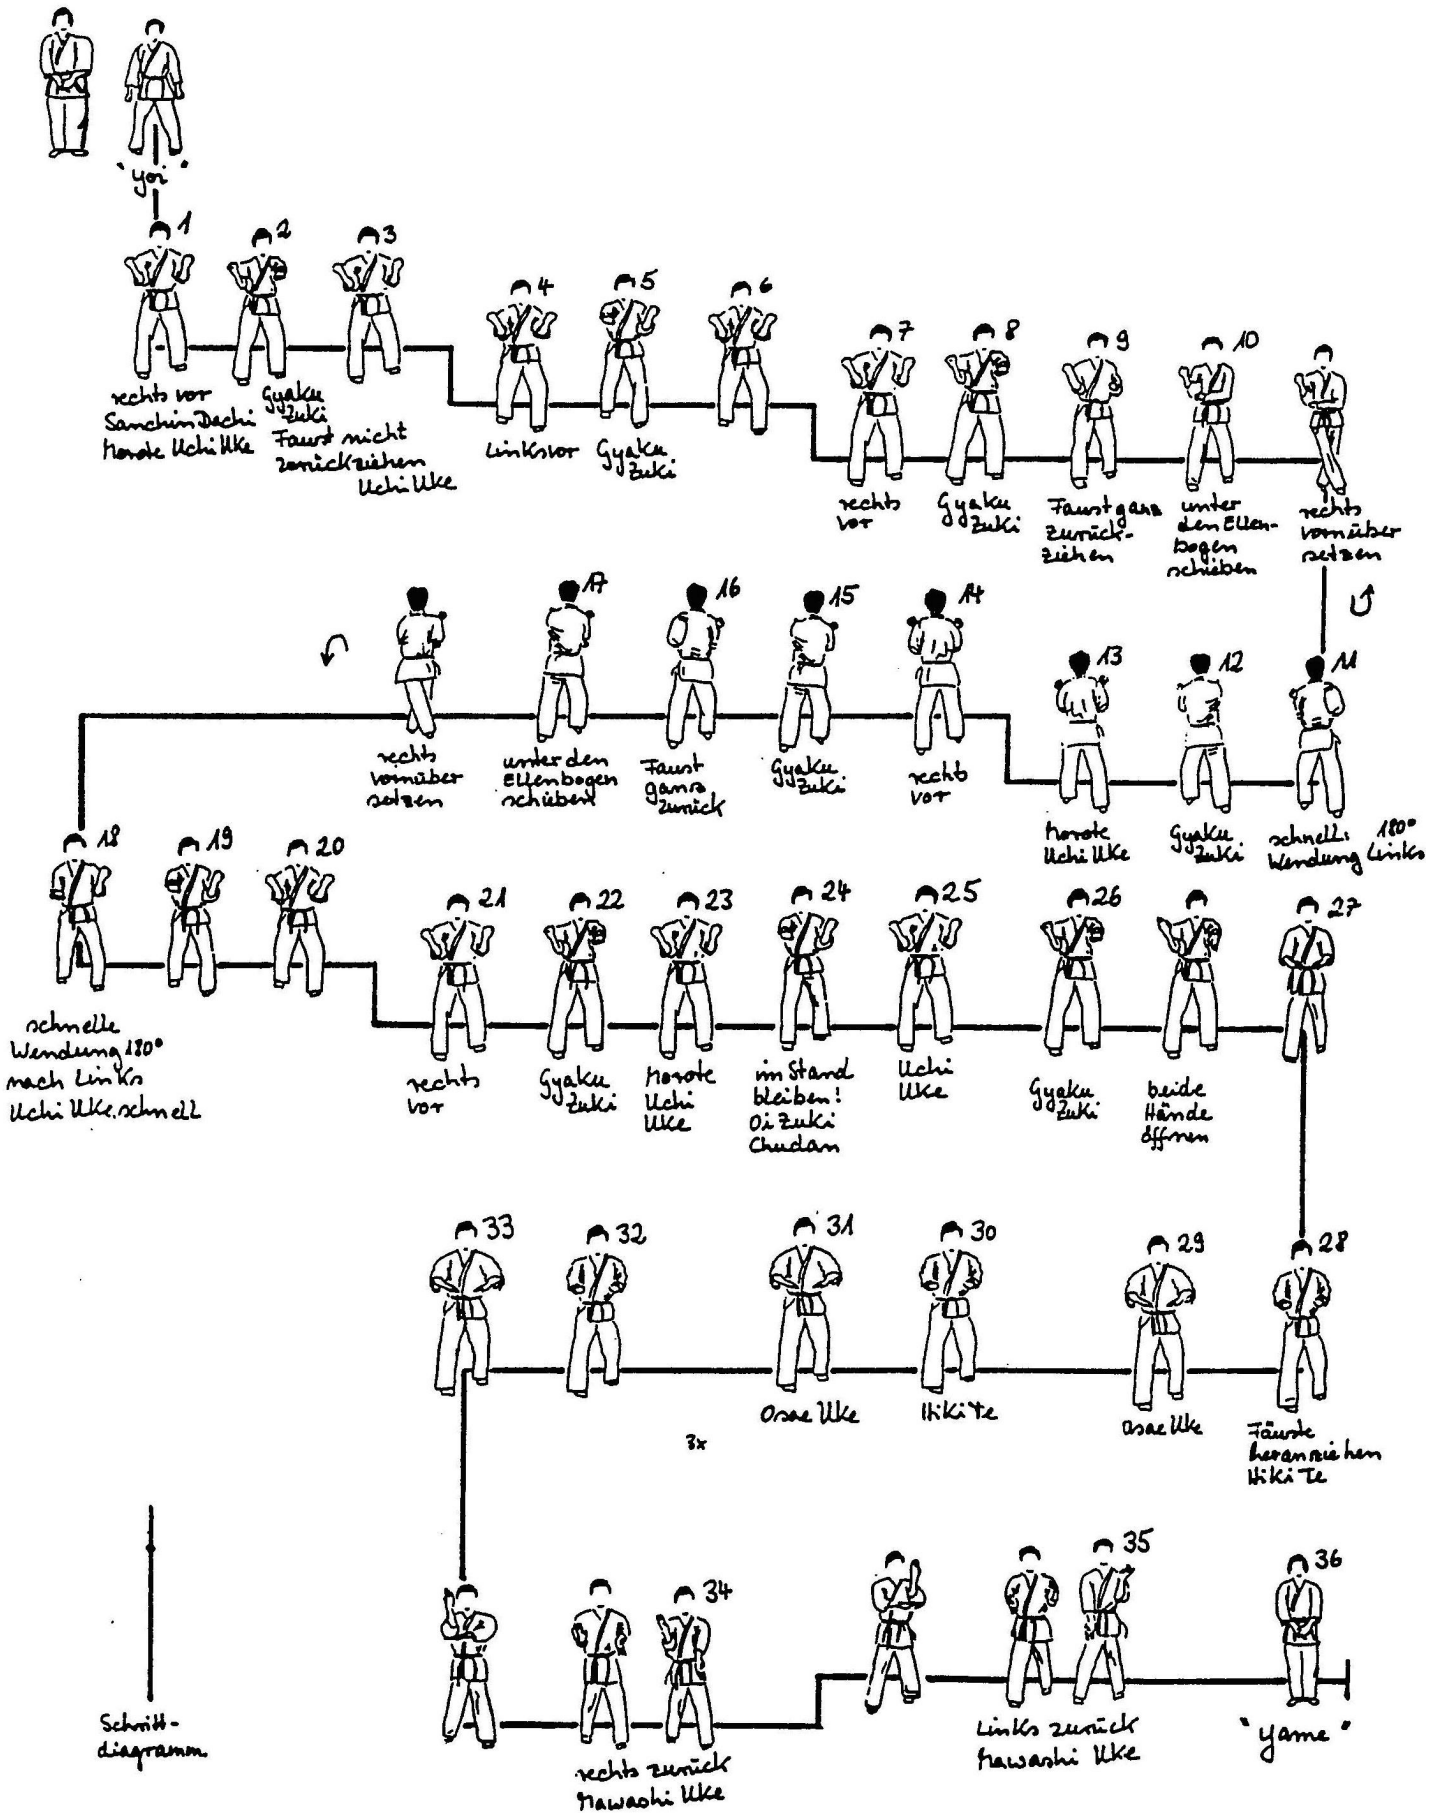 "yoi"
1 2 3
4 5 6
7 8 9 10
rechts vor
Sanchin Dachi
Morote Uchi Uke
Gyaku
Zuki
Faust nicht
zurückziehen
Uchi Uke
Links vor
Gyaku
Zuki
rechts
vor
Gyaku
Zuki
Faust ganz
zurück-
ziehen
unter
den Ellen-
bogen
schieben
rechts
vornüber
setzen
17 16 15 14
13 12 11
rechts
vornüber
setzen
unter den
Ellenbogen
schieben
Faust
ganz
zurück
Gyaku
Zuki
rechts
vor
Morote
Uchi Uke
Gyaku
Zuki
schnelle 180°
Wendung Links
18 19 20
21 22 23 24 25 26 27
schnelle
Wendung 180°
nach Links
Uchi Uke schnell
rechts
vor
Gyaku
Zuki
Morote
Uchi
Uke
im Stand
bleiben!
Oi Zuki
Chudan
Uchi
Uke
Gyaku
Zuki
beide
Hände
öffnen
33 32 31 30 29 28
Osae Uke
Hiki Te
Osae Uke
Fäuste
heranziehen
Hiki Te
3x
34
35
36
Schritt-
diagramm
rechts zurück
Mawashi Uke
Links zurück
Mawashi Uke
"yame"